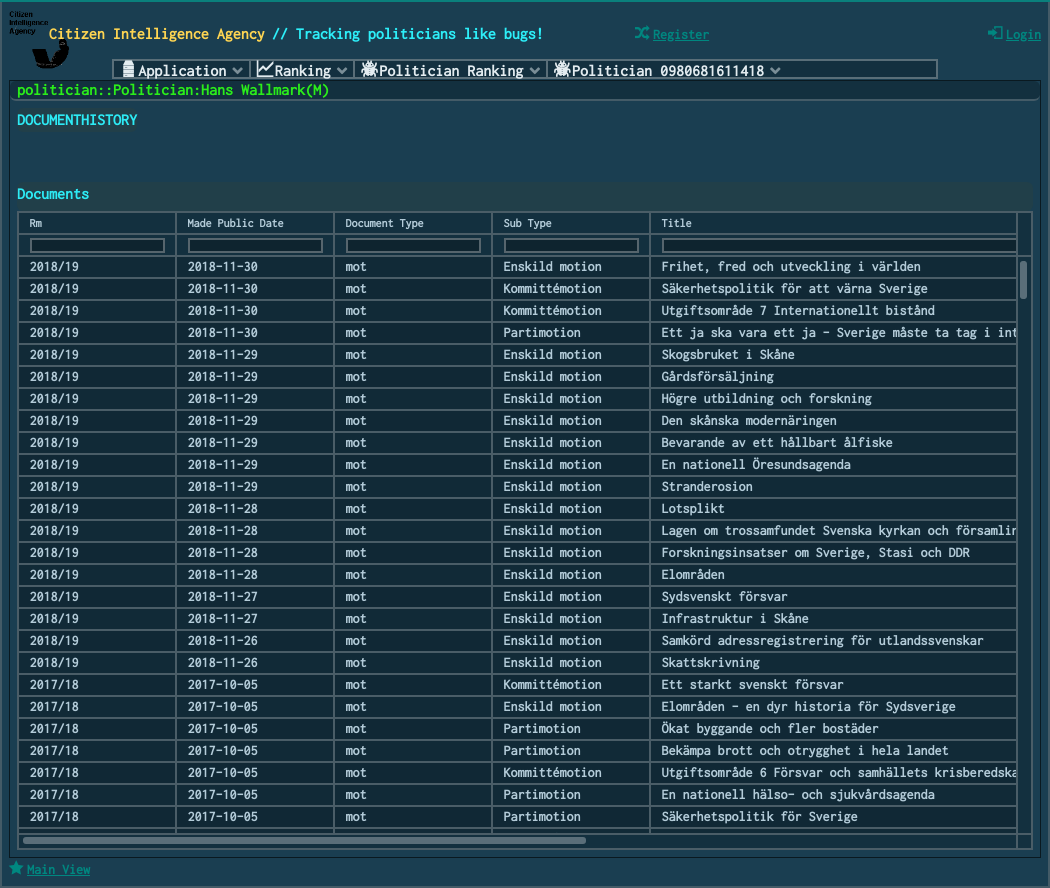 Citizen
Intelligence
Agency
Citizen Intelligence Agency // Tracking politicians like bugs!
Register
Login
Application
Ranking
Politician Ranking
Politician 0980681611418
politician::Politician:Hans Wallmark(M)
DOCUMENTHISTORY
Documents
Rm Made Public Date Document Type Sub Type Title
2018/19 2018-11-30 mot Enskild motion Frihet, fred och utveckling i världen
2018/19 2018-11-30 mot Kommittémotion Säkerhetspolitik för att värna Sverige
2018/19 2018-11-30 mot Kommittémotion Utgiftsområde 7 Internationellt bistånd
2018/19 2018-11-30 mot Partimotion Ett ja ska vara ett ja – Sverige måste ta tag i int
2018/19 2018-11-29 mot Enskild motion Skogsbruket i Skåne
2018/19 2018-11-29 mot Enskild motion Gårdsförsäljning
2018/19 2018-11-29 mot Enskild motion Högre utbildning och forskning
2018/19 2018-11-29 mot Enskild motion Den skånska modernäringen
2018/19 2018-11-29 mot Enskild motion Bevarande av ett hållbart ålfiske
2018/19 2018-11-29 mot Enskild motion En nationell Öresundsagenda
2018/19 2018-11-29 mot Enskild motion Stranderosion
2018/19 2018-11-28 mot Enskild motion Lotsplikt
2018/19 2018-11-28 mot Enskild motion Lagen om trossamfundet Svenska kyrkan och församlin
2018/19 2018-11-28 mot Enskild motion Forskningsinsatser om Sverige, Stasi och DDR
2018/19 2018-11-28 mot Enskild motion Elområden
2018/19 2018-11-27 mot Enskild motion Sydsvenskt försvar
2018/19 2018-11-27 mot Enskild motion Infrastruktur i Skåne
2018/19 2018-11-26 mot Enskild motion Samkörd adressregistrering för utlandssvenskar
2018/19 2018-11-26 mot Enskild motion Skattskrivning
2017/18 2017-10-05 mot Kommittémotion Ett starkt svenskt försvar
2017/18 2017-10-05 mot Enskild motion Elområden – en dyr historia för Sydsverige
2017/18 2017-10-05 mot Partimotion Ökat byggande och fler bostäder
2017/18 2017-10-05 mot Partimotion Bekämpa brott och otrygghet i hela landet
2017/18 2017-10-05 mot Kommittémotion Utgiftsområde 6 Försvar och samhällets krisberedska
2017/18 2017-10-05 mot Partimotion En nationell hälso- och sjukvårdsagenda
2017/18 2017-10-05 mot Partimotion Säkerhetspolitik för Sverige
Main View